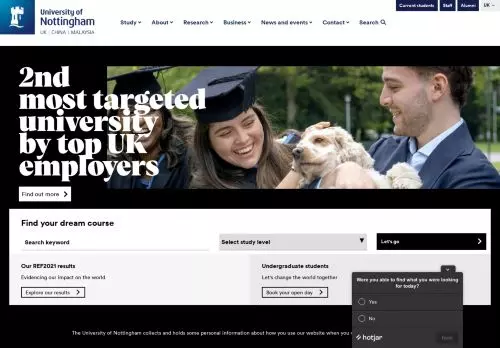 Current students Staff Alumni UK
University of
Nottingham
UK | CHINA | MALAYSIA
Study About Research Business News and events Contact Search
2nd
most targeted
university
by top UK
employers
Find out more
Find your dream course
Search keyword
Select study level
Let's go
Our REF2021 results
Evidencing our impact on the world
Explore our results
Undergraduate students
Let's change the world together
Book your open day
Were you able to find what you were looking
for today?
Yes
No
hotjar
Next
The University of Nottingham collects and holds some personal information about how you use our website when you